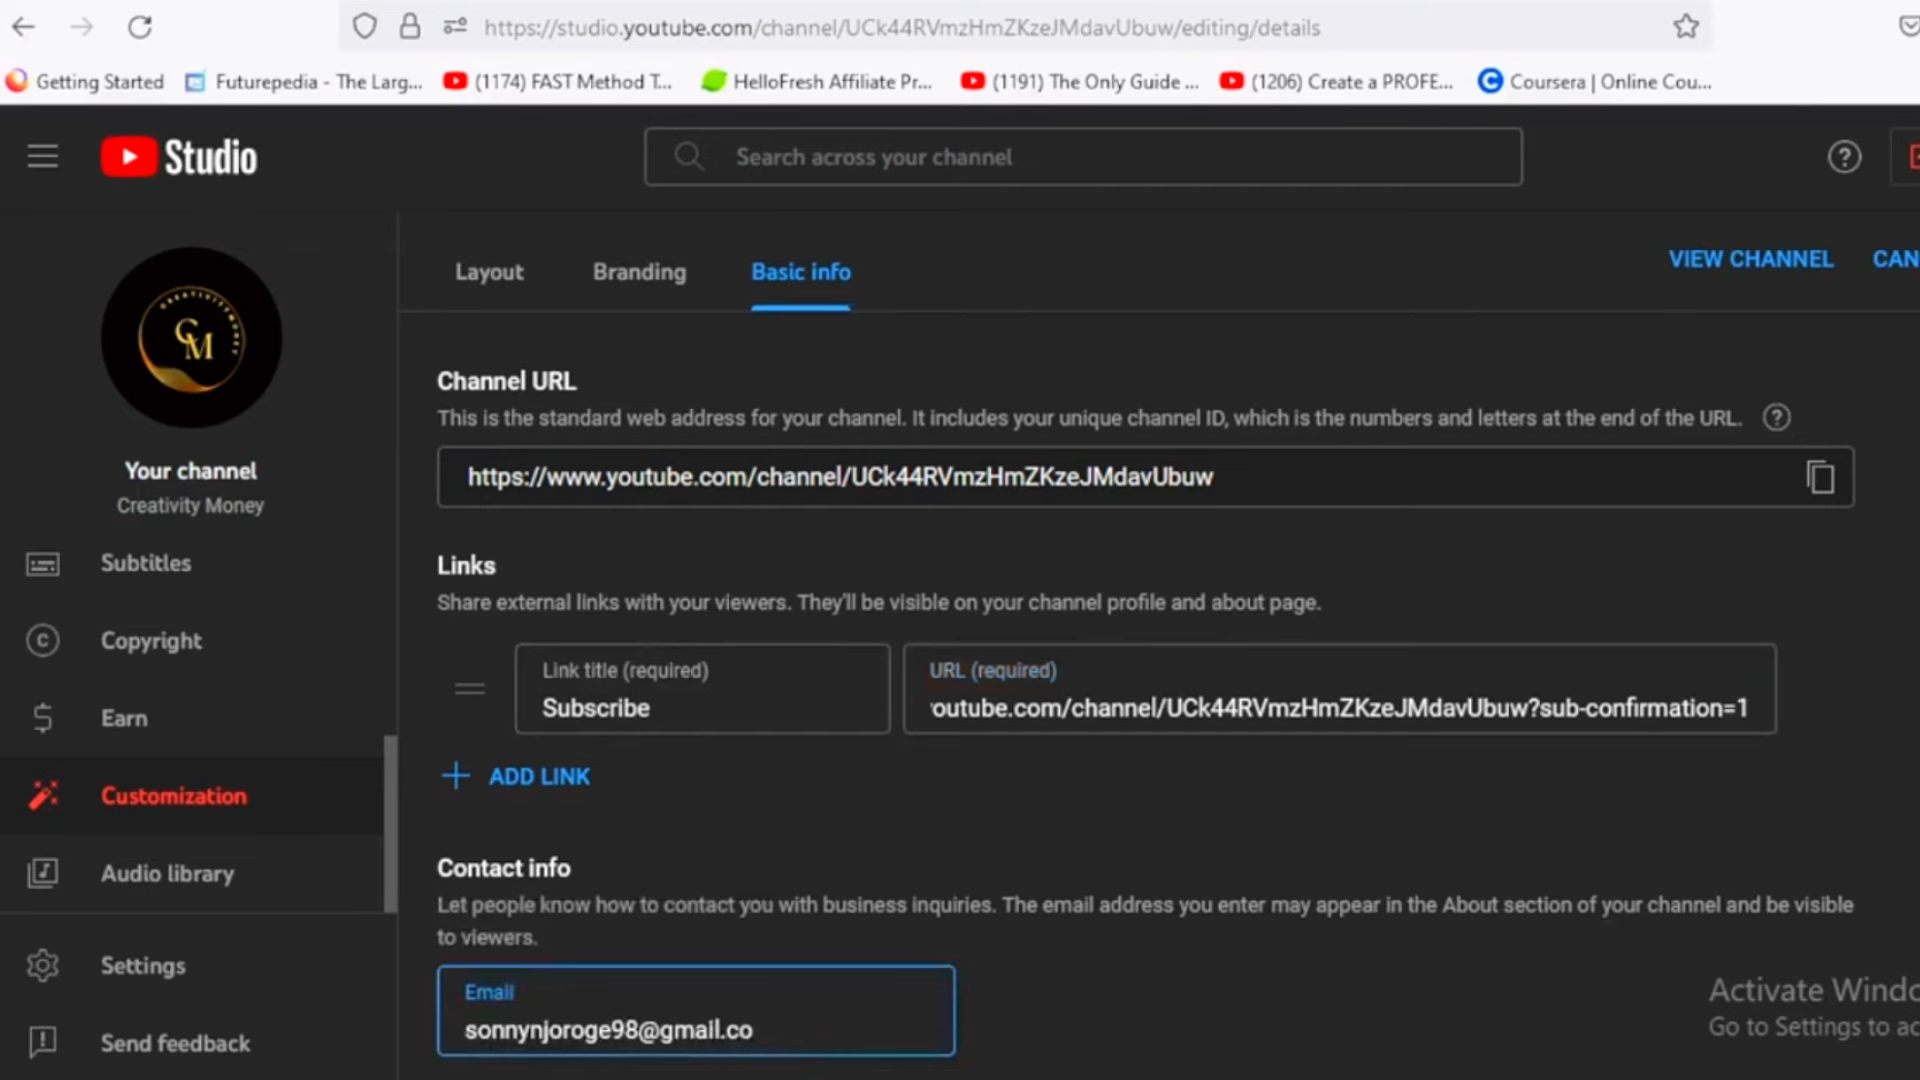 https://studio.youtube.com/channel/UCk44RVmzHmZKzeJMdavUbuw/editing/details
Getting Started
Futurepedia - The Larg...
(1174) FAST Method T...
HelloFresh Affiliate Pr...
(1191) The Only Guide ...
(1206) Create a PROFE...
Coursera | Online Cou...
Studio
Search across your channel
CREATIVITYMONEY
CM
Your channel
Creativity Money
Subtitles
Copyright
Earn
Customization
Audio library
Settings
Send feedback
Layout
Branding
Basic info
VIEW CHANNEL
CAN
Channel URL
This is the standard web address for your channel. It includes your unique channel ID, which is the numbers and letters at the end of the URL.
https://www.youtube.com/channel/UCk44RVmzHmZKzeJMdavUbuw
Links
Share external links with your viewers. They'll be visible on your channel profile and about page.
Link title (required)
Subscribe
URL (required)
outube.com/channel/UCk44RVmzHmZKzeJMdavUbuw?sub-confirmation=1
ADD LINK
Contact info
Let people know how to contact you with business inquiries. The email address you enter may appear in the About section of your channel and be visible
to viewers.
Email
sonnynjoroge98@gmail.co
Activate Windo
Go to Settings to ac